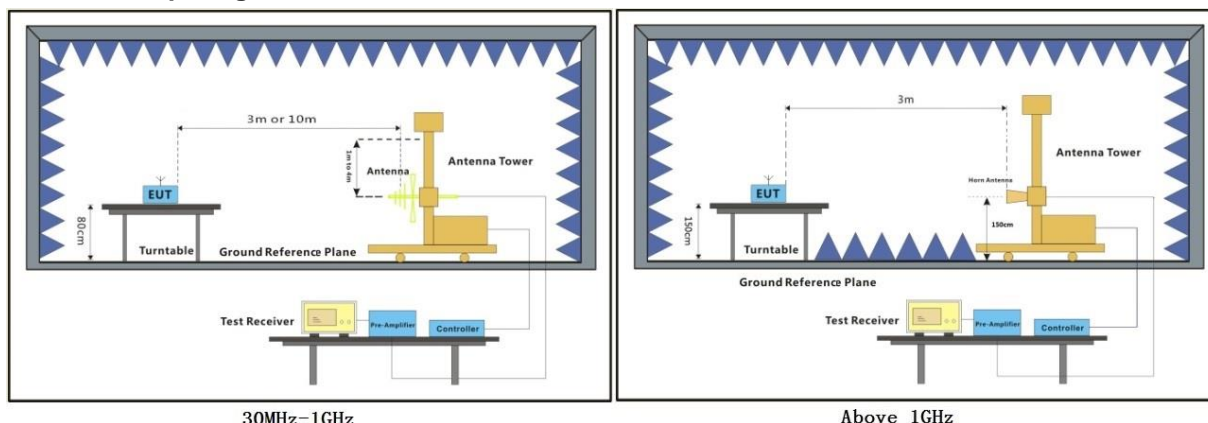 3m or 10m
1m to 4m
Antenna
Antenna Tower
EUT
80cm
Turntable
Ground Reference Plane
Test Receiver
Pre-Amplifier
Controller
30MHz-1GHz
3m
Antenna Tower
Horn Antenna
EUT
150cm
150cm
Turntable
Ground Reference Plane
Test Receiver
Pre-Amplifier
Controller
Above 1GHz